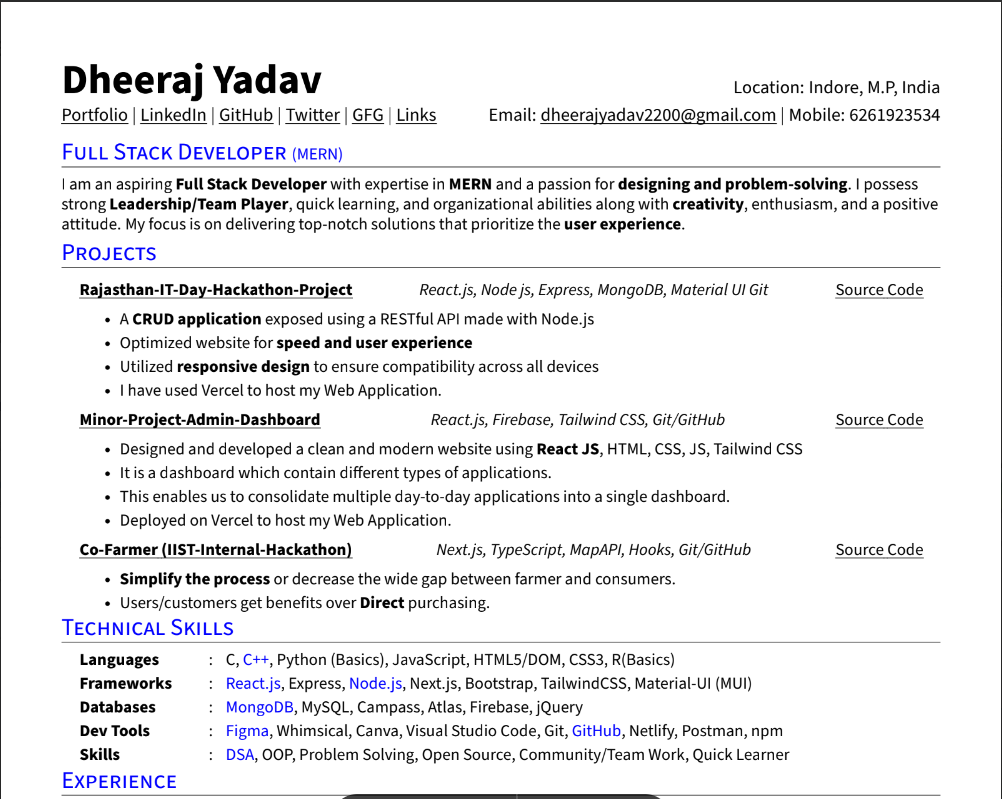 Dheeraj Yadav
Location: Indore, M.P, India
Portfolio | LinkedIn | GitHub | Twitter | GFG | Links Email: dheerajyadav2200@gmail.com | Mobile: 6261923534
Full Stack Developer (MERN)
I am an aspiring Full Stack Developer with expertise in MERN and a passion for designing and problem-solving. I possess
strong Leadership/Team Player, quick learning, and organizational abilities along with creativity, enthusiasm, and a positive
attitude. My focus is on delivering top-notch solutions that prioritize the user experience.
Projects
Rajasthan-IT-Day-Hackathon-Project React.js, Node js, Express, MongoDB, Material UI Git Source Code
• A CRUD application exposed using a RESTful API made with Node.js
• Optimized website for speed and user experience
• Utilized responsive design to ensure compatibility across all devices
• I have used Vercel to host my Web Application.
Minor-Project-Admin-Dashboard React.js, Firebase, Tailwind CSS, Git/GitHub Source Code
• Designed and developed a clean and modern website using React JS, HTML, CSS, JS, Tailwind CSS
• It is a dashboard which contain different types of applications.
• This enables us to consolidate multiple day-to-day applications into a single dashboard.
• Deployed on Vercel to host my Web Application.
Co-Farmer (IIST-Internal-Hackathon) Next.js, TypeScript, MapAPI, Hooks, Git/GitHub Source Code
• Simplify the process or decrease the wide gap between farmer and consumers.
• Users/customers get benefits over Direct purchasing.
Technical Skills
Languages : C, C++, Python (Basics), JavaScript, HTML5/DOM, CSS3, R(Basics)
Frameworks : React.js, Express, Node.js, Next.js, Bootstrap, TailwindCSS, Material-UI (MUI)
Databases : MongoDB, MySQL, Campass, Atlas, Firebase, jQuery
Dev Tools : Figma, Whimsical, Canva, Visual Studio Code, Git, GitHub, Netlify, Postman, npm
Skills : DSA, OOP, Problem Solving, Open Source, Community/Team Work, Quick Learner
Experience